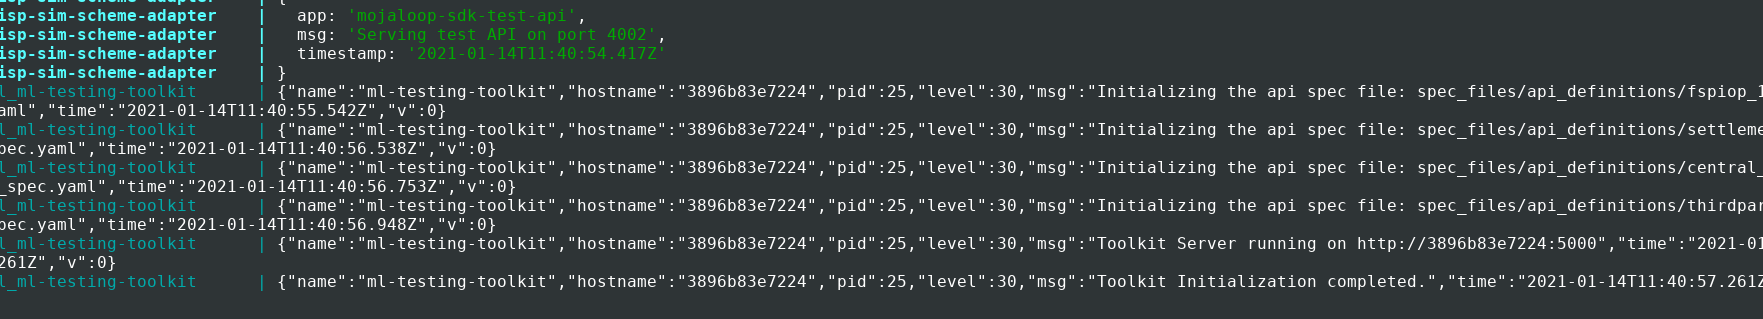 isp-sim-scheme-adapter | {
isp-sim-scheme-adapter | app: 'mojaloop-sdk-test-api',
isp-sim-scheme-adapter | msg: 'Serving test API on port 4002',
isp-sim-scheme-adapter | timestamp: '2021-01-14T11:40:54.417Z'
isp-sim-scheme-adapter | }
l_ml-testing-toolkit | {"name":"ml-testing-toolkit","hostname":"3896b83e7224","pid":25,"level":30,"msg":"Initializing the api spec file: spec_files/api_definitions/fspiop_1
aml","time":"2021-01-14T11:40:55.542Z","v":0}
l_ml-testing-toolkit | {"name":"ml-testing-toolkit","hostname":"3896b83e7224","pid":25,"level":30,"msg":"Initializing the api spec file: spec_files/api_definitions/settleme
pec.yaml","time":"2021-01-14T11:40:56.538Z","v":0}
l_ml-testing-toolkit | {"name":"ml-testing-toolkit","hostname":"3896b83e7224","pid":25,"level":30,"msg":"Initializing the api spec file: spec_files/api_definitions/central_
_spec.yaml","time":"2021-01-14T11:40:56.753Z","v":0}
l_ml-testing-toolkit | {"name":"ml-testing-toolkit","hostname":"3896b83e7224","pid":25,"level":30,"msg":"Initializing the api spec file: spec_files/api_definitions/thirdpar
pec.yaml","time":"2021-01-14T11:40:56.948Z","v":0}
l_ml-testing-toolkit | {"name":"ml-testing-toolkit","hostname":"3896b83e7224","pid":25,"level":30,"msg":"Toolkit Server running on http://3896b83e7224:5000","time":"2021-01
261Z","v":0}
l_ml-testing-toolkit | {"name":"ml-testing-toolkit","hostname":"3896b83e7224","pid":25,"level":30,"msg":"Toolkit Initialization completed.","time":"2021-01-14T11:40:57.261Z